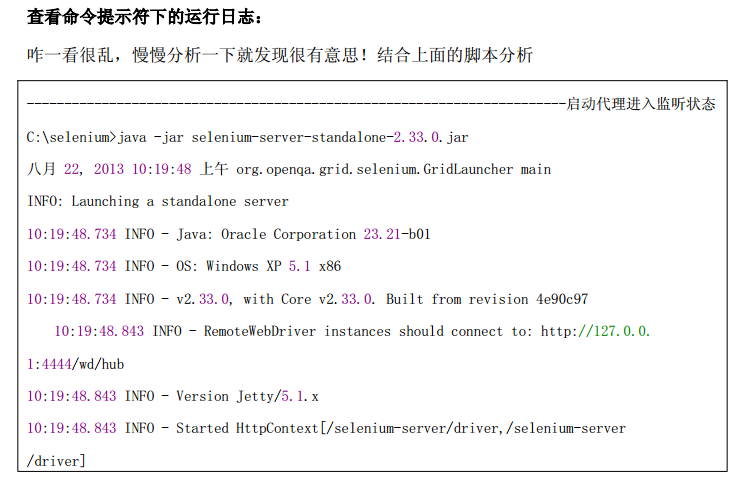 查看命令提示符下的运行日志：
咋一看很乱，慢慢分析一下就发现很有意思！结合上面的脚本分析
------------------------------------------------------------------------启动代理进入监听状态
C:\selenium>java -jar selenium-server-standalone-2.33.0.jar
八月 22, 2013 10:19:48 上午 org.openqa.grid.selenium.GridLauncher main
INFO: Launching a standalone server
10:19:48.734 INFO - Java: Oracle Corporation 23.21-b01
10:19:48.734 INFO - OS: Windows XP 5.1 x86
10:19:48.734 INFO - v2.33.0, with Core v2.33.0. Built from revision 4e90c97
10:19:48.843 INFO - RemoteWebDriver instances should connect to: http://127.0.0.
1:4444/wd/hub
10:19:48.843 INFO - Version Jetty/5.1.x
10:19:48.843 INFO - Started HttpContext[/selenium-server/driver,/selenium-server
/driver]